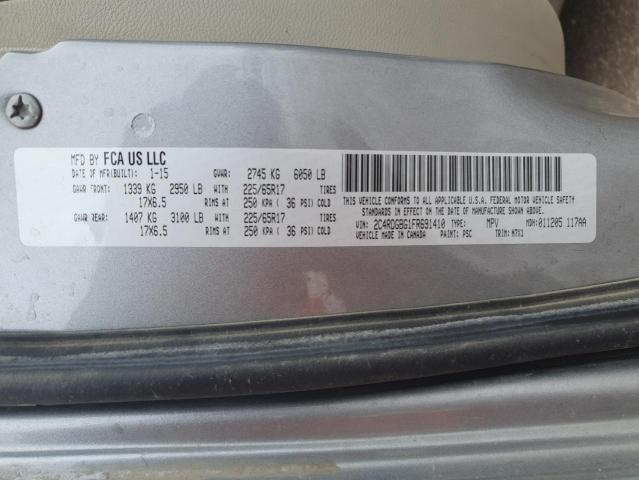 MFD BY FCA US LLC
DATE OF MFR(BUILT): 1-15 GVWR: 2745 KG 6050 LB
GAWR FRONT: 1339 KG 2950 LB WITH 225/65R17 TIRES
17X6.5 RIMS AT 250 KPA ( 36 PSI) COLD
GAWR REAR: 1407 KG 3100 LB WITH 225/65R17 TIRES
17X6.5 RIMS AT 250 KPA ( 36 PSI) COLD
THIS VEHICLE CONFORMS TO ALL APPLICABLE U.S.A. FEDERAL MOTOR VEHICLE SAFETY
STANDARDS IN EFFECT ON THE DATE OF MANUFACTURE SHOWN ABOVE.
VIN: 2C4RDGBG1FR691410 TYPE: MPV MDH:011205 117AA
VEHICLE MADE IN CANADA PAINT: PSC TRIM: M7X1